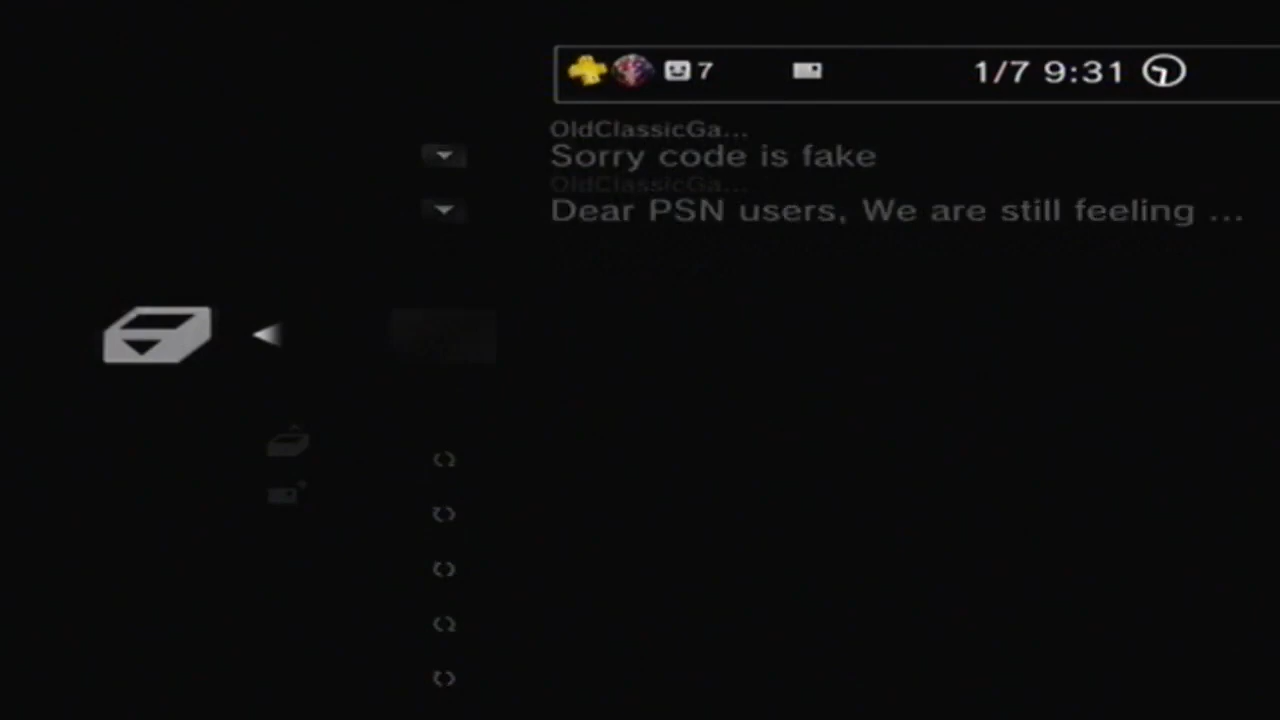 7
1/7 9:31
OldClassicGa...
Sorry code is fake
OldClassicGa...
Dear PSN users, We are still feeling ...